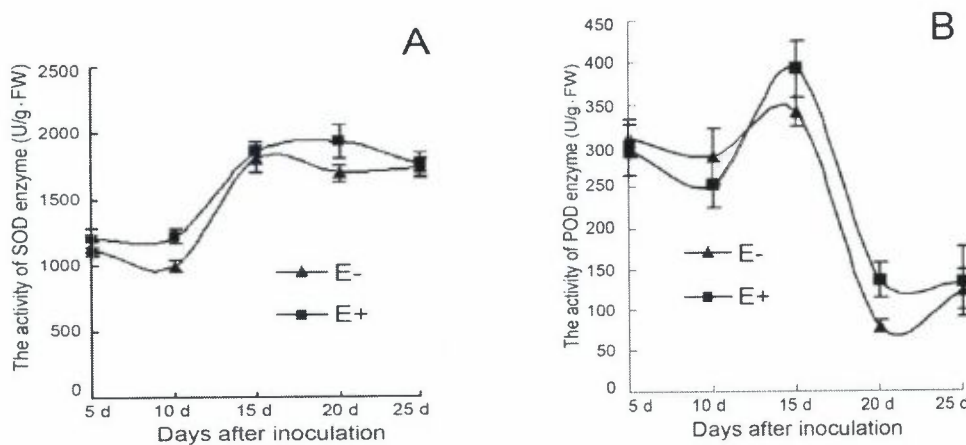 A
The activity of SOD enzyme (U/g·FW)
2500
2000
1500
1000
500
0
E-
E+
5 d 10 d 15 d 20 d 25 d
Days after inoculation
B
The activity of POD enzyme (U/g·FW)
450
400
350
300
250
150
100
50
0
E-
E+
5 d 10 d 15 d 20 d 25 d
Days after inoculation